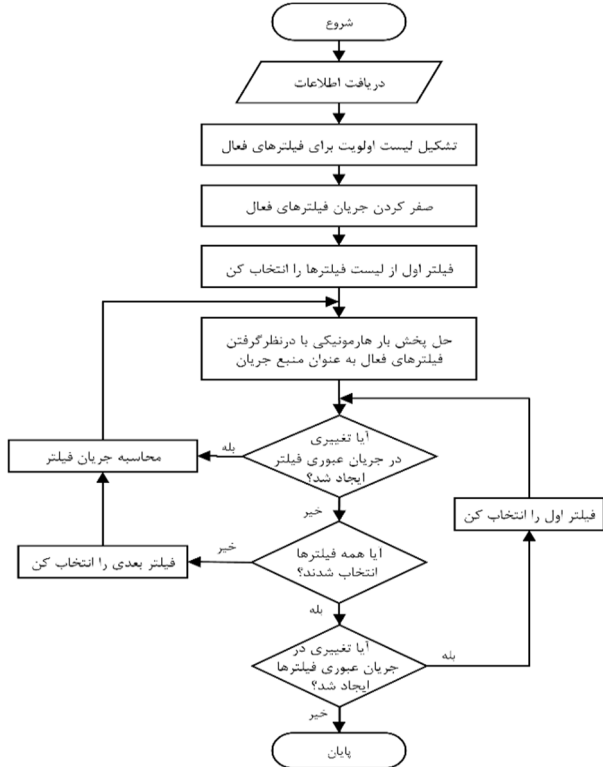 شروع
دریافت اطلاعات
تشکیل لیست اولویت برای فیلترهای فعال
صفر کردن جریان فیلترهای فعال
فیلتر اول از لیست فیلترها را انتخاب کن
حل پخش بار هارمونیکی با درنظرگرفتن
فیلترهای فعال به عنوان منبع جریان
آیا تغییری
در جریان عبوری فیلتر
ایجاد شد؟
بله
محاسبه جریان فیلتر
خیر
فیلتر اول را انتخاب کن
ایا همه فیلترها
انتخاب شدند؟
خیر
فیلتر بعدی را انتخاب کن
بله
آیا تغییری در
جریان عبوری فیلترها
ایجاد شد؟
بله
خیر
پایان